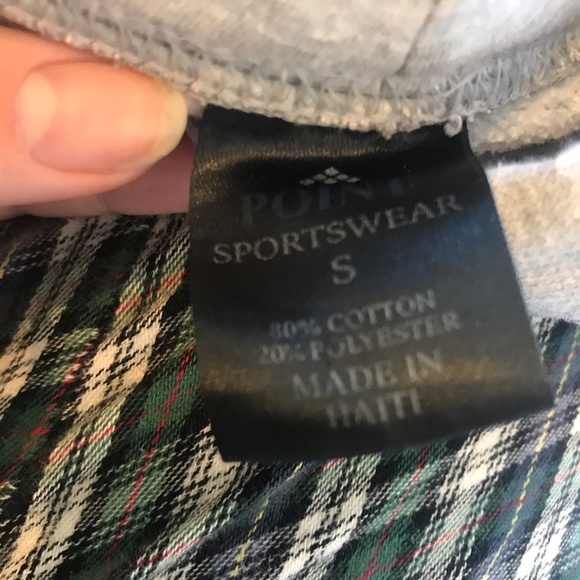 POINT
SPORTSWEAR
S
80% COTTON
20% POLYESTER
MADE IN
HAITI